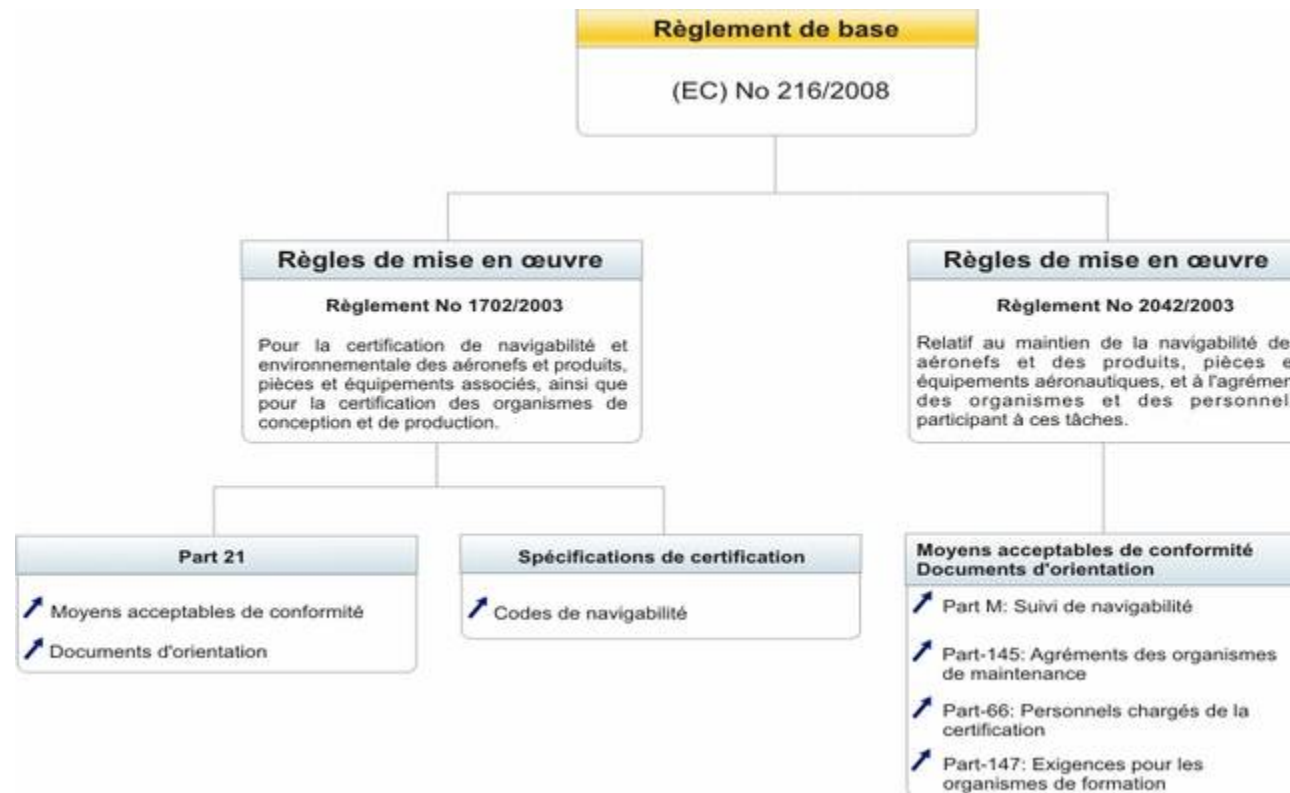 Règlement de base
(EC) No 216/2008
Règles de mise en œuvre
Règlement No 1702/2003
Pour la certification de navigabilité et
environnementale des aéronefs et produits,
pièces et équipements associés, ainsi que
pour la certification des organismes de
conception et de production.
Règles de mise en œuvre
Règlement No 2042/2003
Relatif au maintien de la navigabilité de
aéronefs et des produits, pièces e
équipements aéronautiques, et à l'agrémen
des organismes et des personnel
participant à ces tâches.
Part 21
Moyens acceptables de conformité
Documents d'orientation
Spécifications de certification
Codes de navigabilité
Moyens acceptables de conformité
Documents d'orientation
Part M: Suivi de navigabilité
Part-145: Agréments des organismes
de maintenance
Part-66: Personnels chargés de la
certification
Part-147: Exigences pour les
organismes de formation